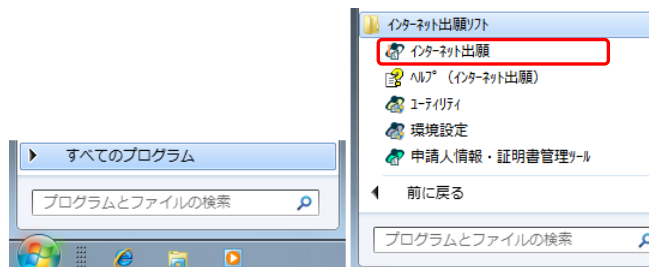 すべてのプログラム
プログラムとファイルの検索
インターネット出願ソフト
インターネット出願
ヘルプ (インターネット出願)
ユーティリティ
環境設定
申請人情報・証明書管理ツール
前に戻る
プログラムとファイルの検索